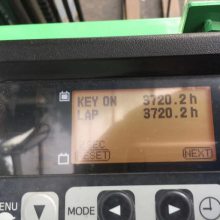 KEY ON 3720.2h
LAP 3720.2h
RESET NEXT
MENU MODE